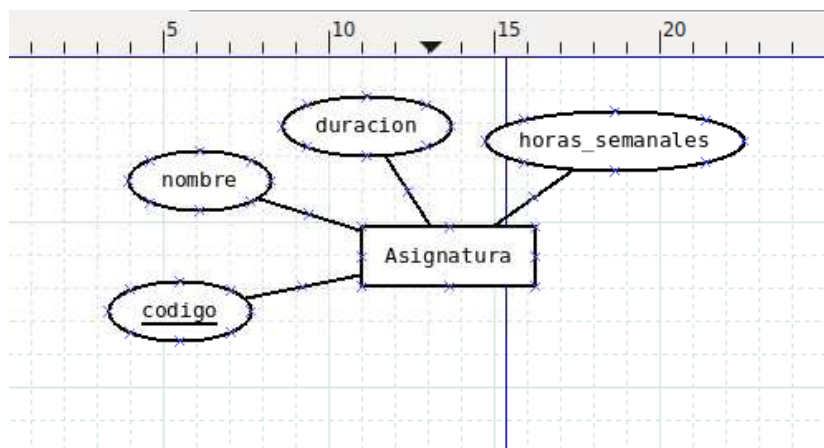 5 10 15 20
duracion
horas_semanales
nombre
Asignatura
codigo